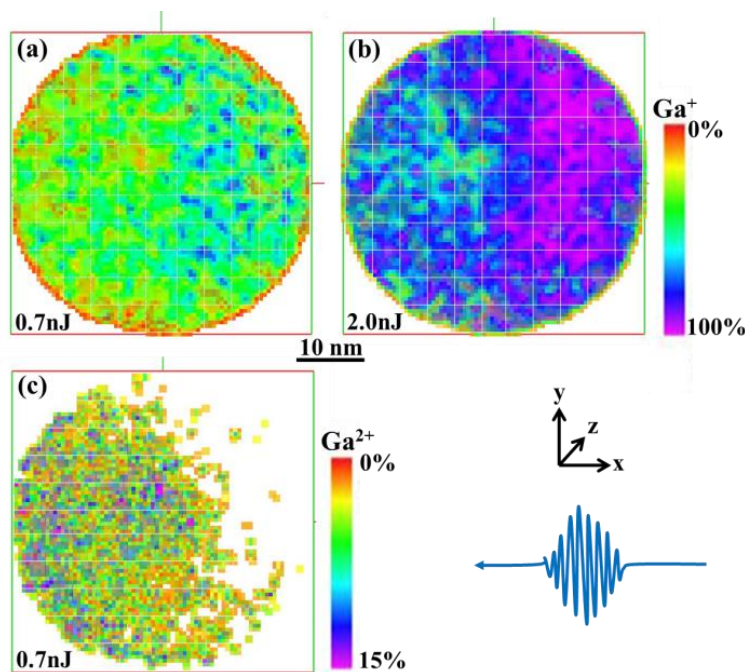 (a)
(b)
Ga⁺
0%
100%
0.7nJ
2.0nJ
10 nm
(c)
Ga²⁺
0%
15%
0.7nJ
y
z
x